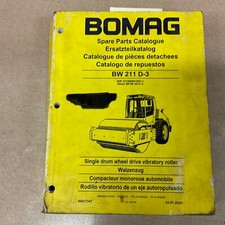 BOMAG
Spare Parts Catalogue
Ersatzteilkatalog
Catalogue de pièces detachees
Catalogo de repuestos
BW 211 D-3
Single drum wheel drive vibratory roller
Walzenzug
Compacteur monoroue automobile
Rodillo vibratorio de un eje autopropulsado